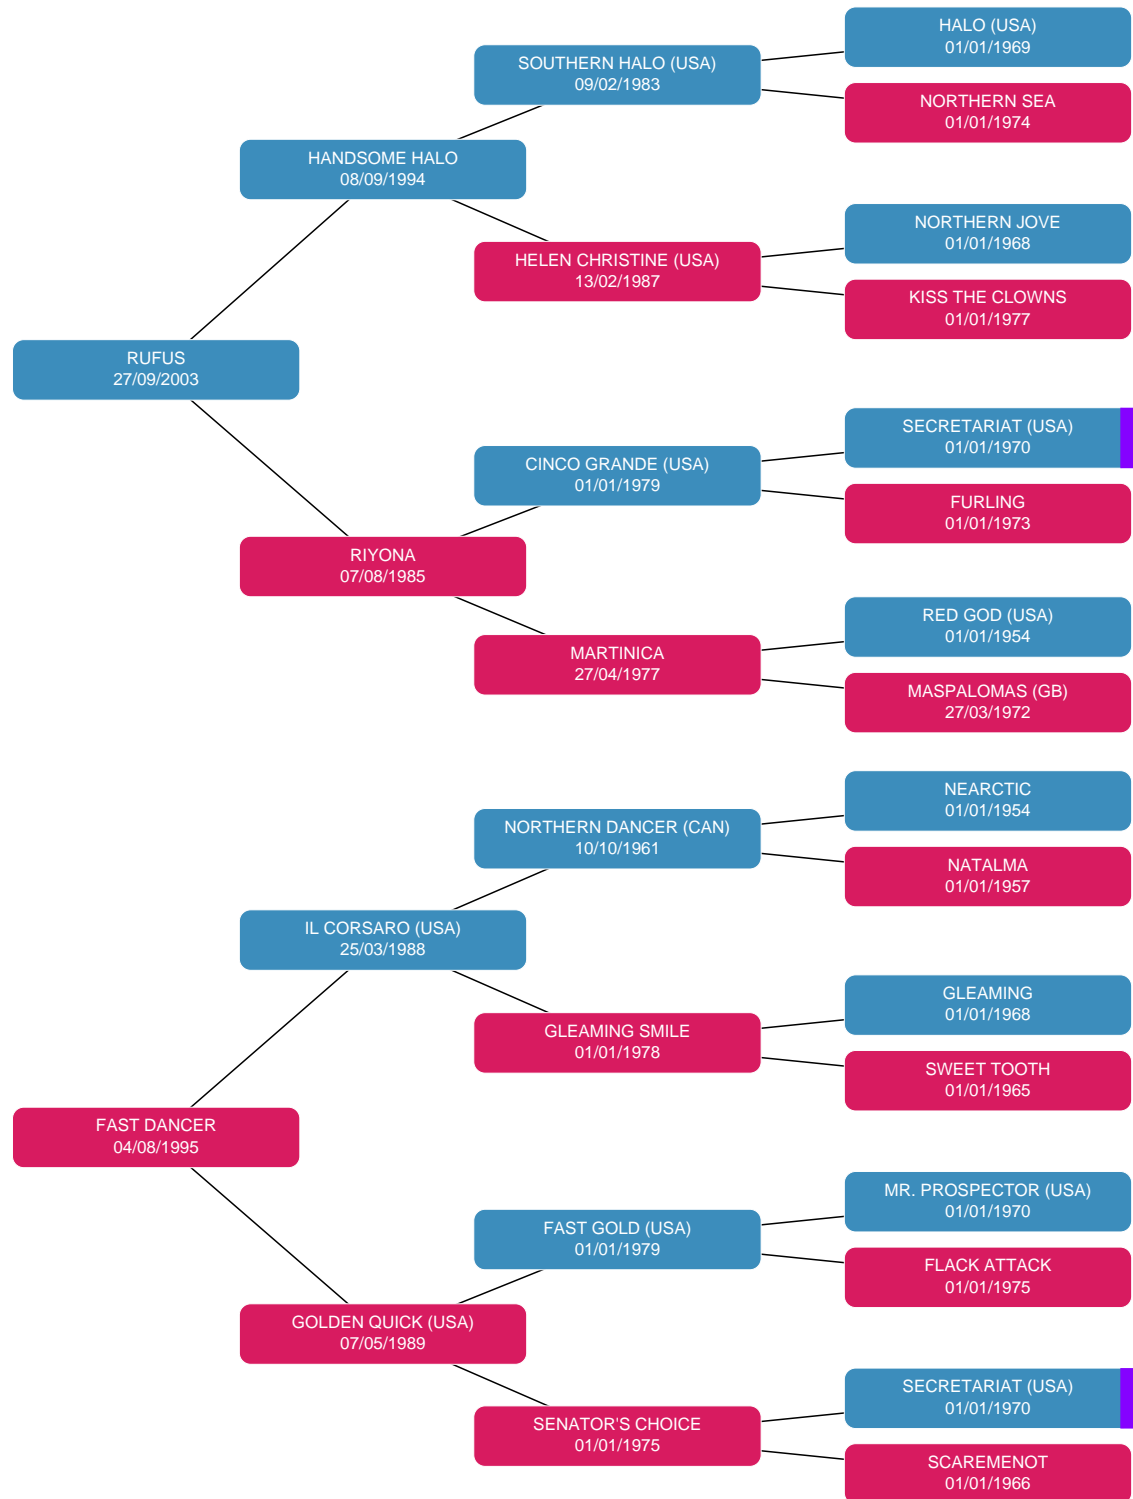 HALO (USA)
01/01/1969
SOUTHERN HALO (USA)
09/02/1983
NORTHERN SEA
01/01/1974
HANDSOME HALO
08/09/1994
NORTHERN JOVE
01/01/1968
HELEN CHRISTINE (USA)
13/02/1987
KISS THE CLOWNS
01/01/1977
RUFUS
27/09/2003
SECRETARIAT (USA)
01/01/1970
CINCO GRANDE (USA)
01/01/1979
FURLING
01/01/1973
RIYONA
07/08/1985
RED GOD (USA)
01/01/1954
MARTINICA
27/04/1977
MASPALOMAS (GB)
27/03/1972
NEARCTIC
01/01/1954
NORTHERN DANCER (CAN)
10/10/1961
NATALMA
01/01/1957
IL CORSARO (USA)
25/03/1988
GLEAMING
01/01/1968
GLEAMING SMILE
01/01/1978
SWEET TOOTH
01/01/1965
FAST DANCER
04/08/1995
MR. PROSPECTOR (USA)
01/01/1970
FAST GOLD (USA)
01/01/1979
FLACK ATTACK
01/01/1975
GOLDEN QUICK (USA)
07/05/1989
SECRETARIAT (USA)
01/01/1970
SENATOR'S CHOICE
01/01/1975
SCAREMENOT
01/01/1966